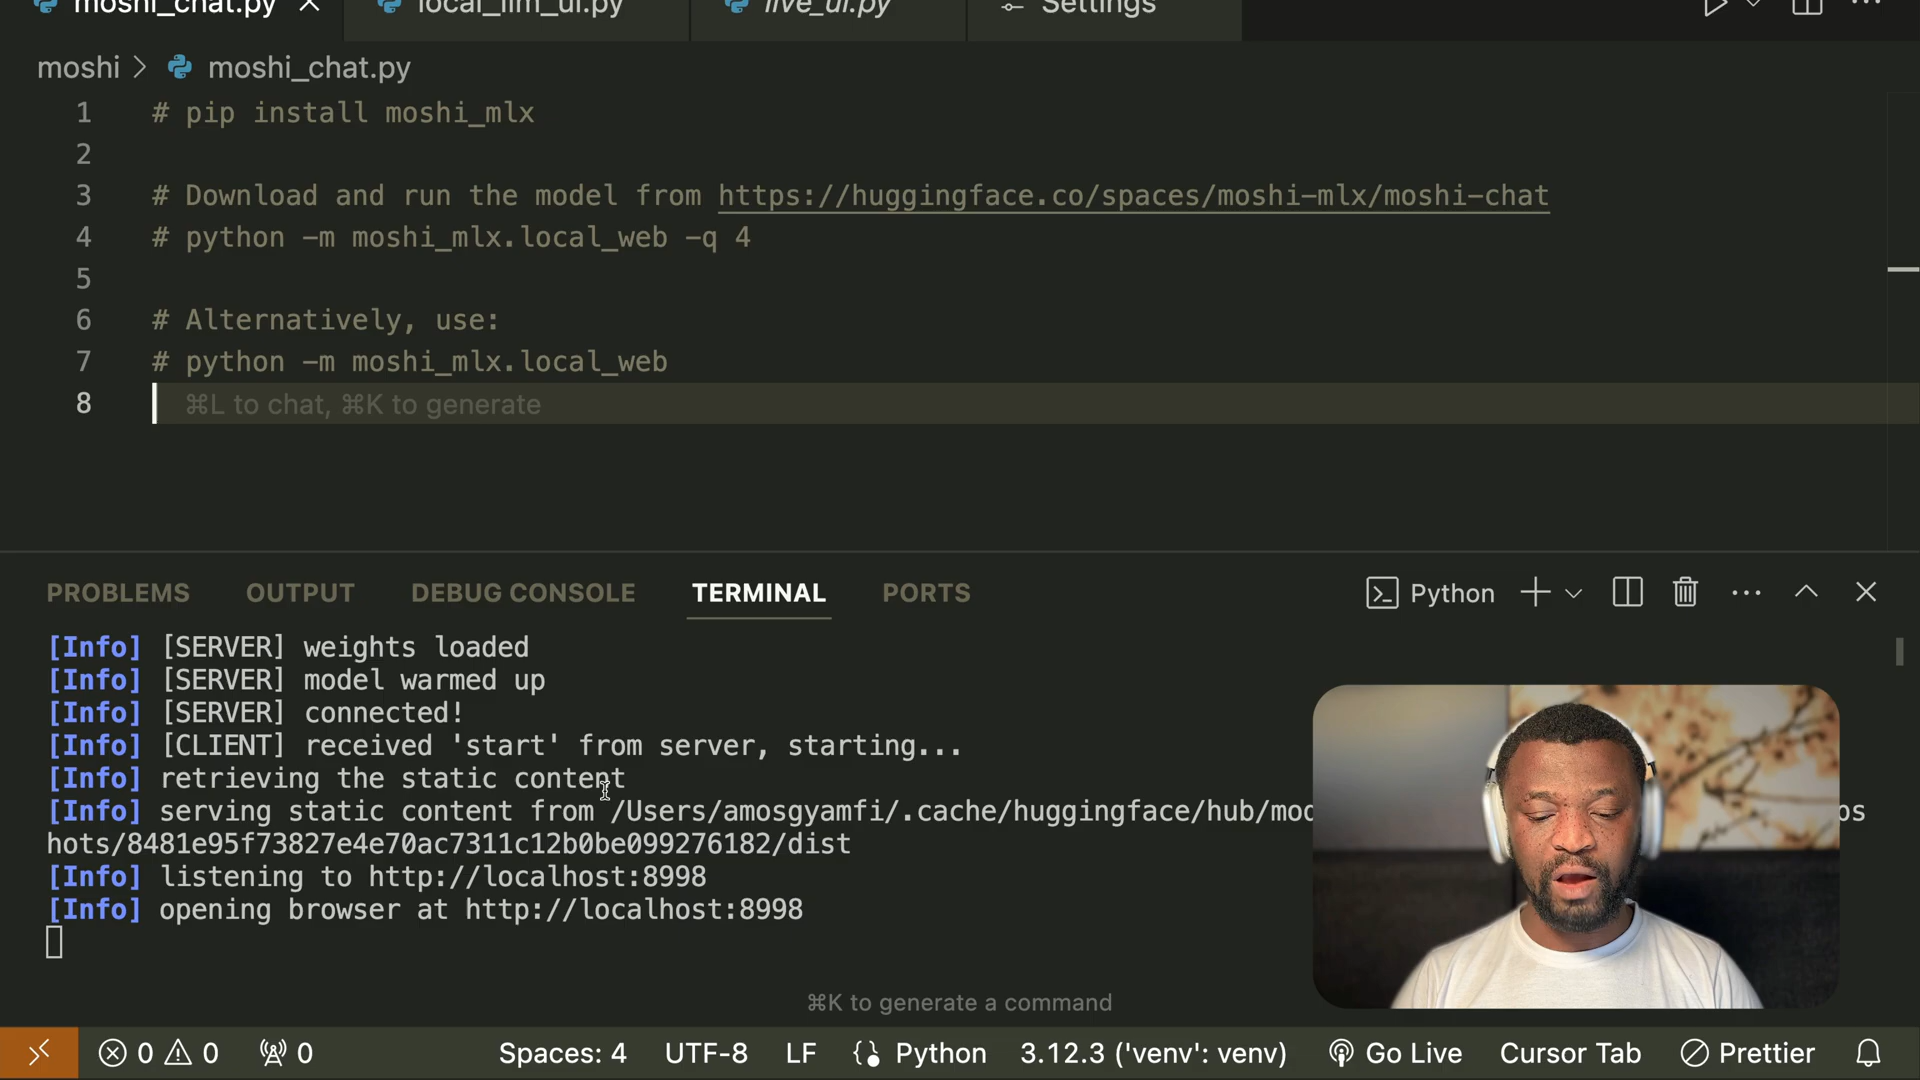 moshi_chat.py
local_llm_ui.py
live_ui.py
Settings
moshi > moshi_chat.py
1 # pip install moshi_mlx
2
3 # Download and run the model from https://huggingface.co/spaces/moshi-mlx/moshi-chat
4 # python -m moshi_mlx.local_web -q 4
5
6 # Alternatively, use:
7 # python -m moshi_mlx.local_web
8 ⌘L to chat, ⌘K to generate
PROBLEMS OUTPUT DEBUG CONSOLE TERMINAL PORTS Python
[Info] [SERVER] weights loaded
[Info] [SERVER] model warmed up
[Info] [SERVER] connected!
[Info] [CLIENT] received 'start' from server, starting...
[Info] retrieving the static content
[Info] serving static content from /Users/amosgyamfi/.cache/huggingface/hub/mo
hots/8481e95f73827e4e70ac7311c12b0be099276182/dist
[Info] listening to http://localhost:8998
[Info] opening browser at http://localhost:8998
⌘K to generate a command
0 0 0 Spaces: 4 UTF-8 LF Python 3.12.3 ('venv': venv) Go Live Cursor Tab Prettier